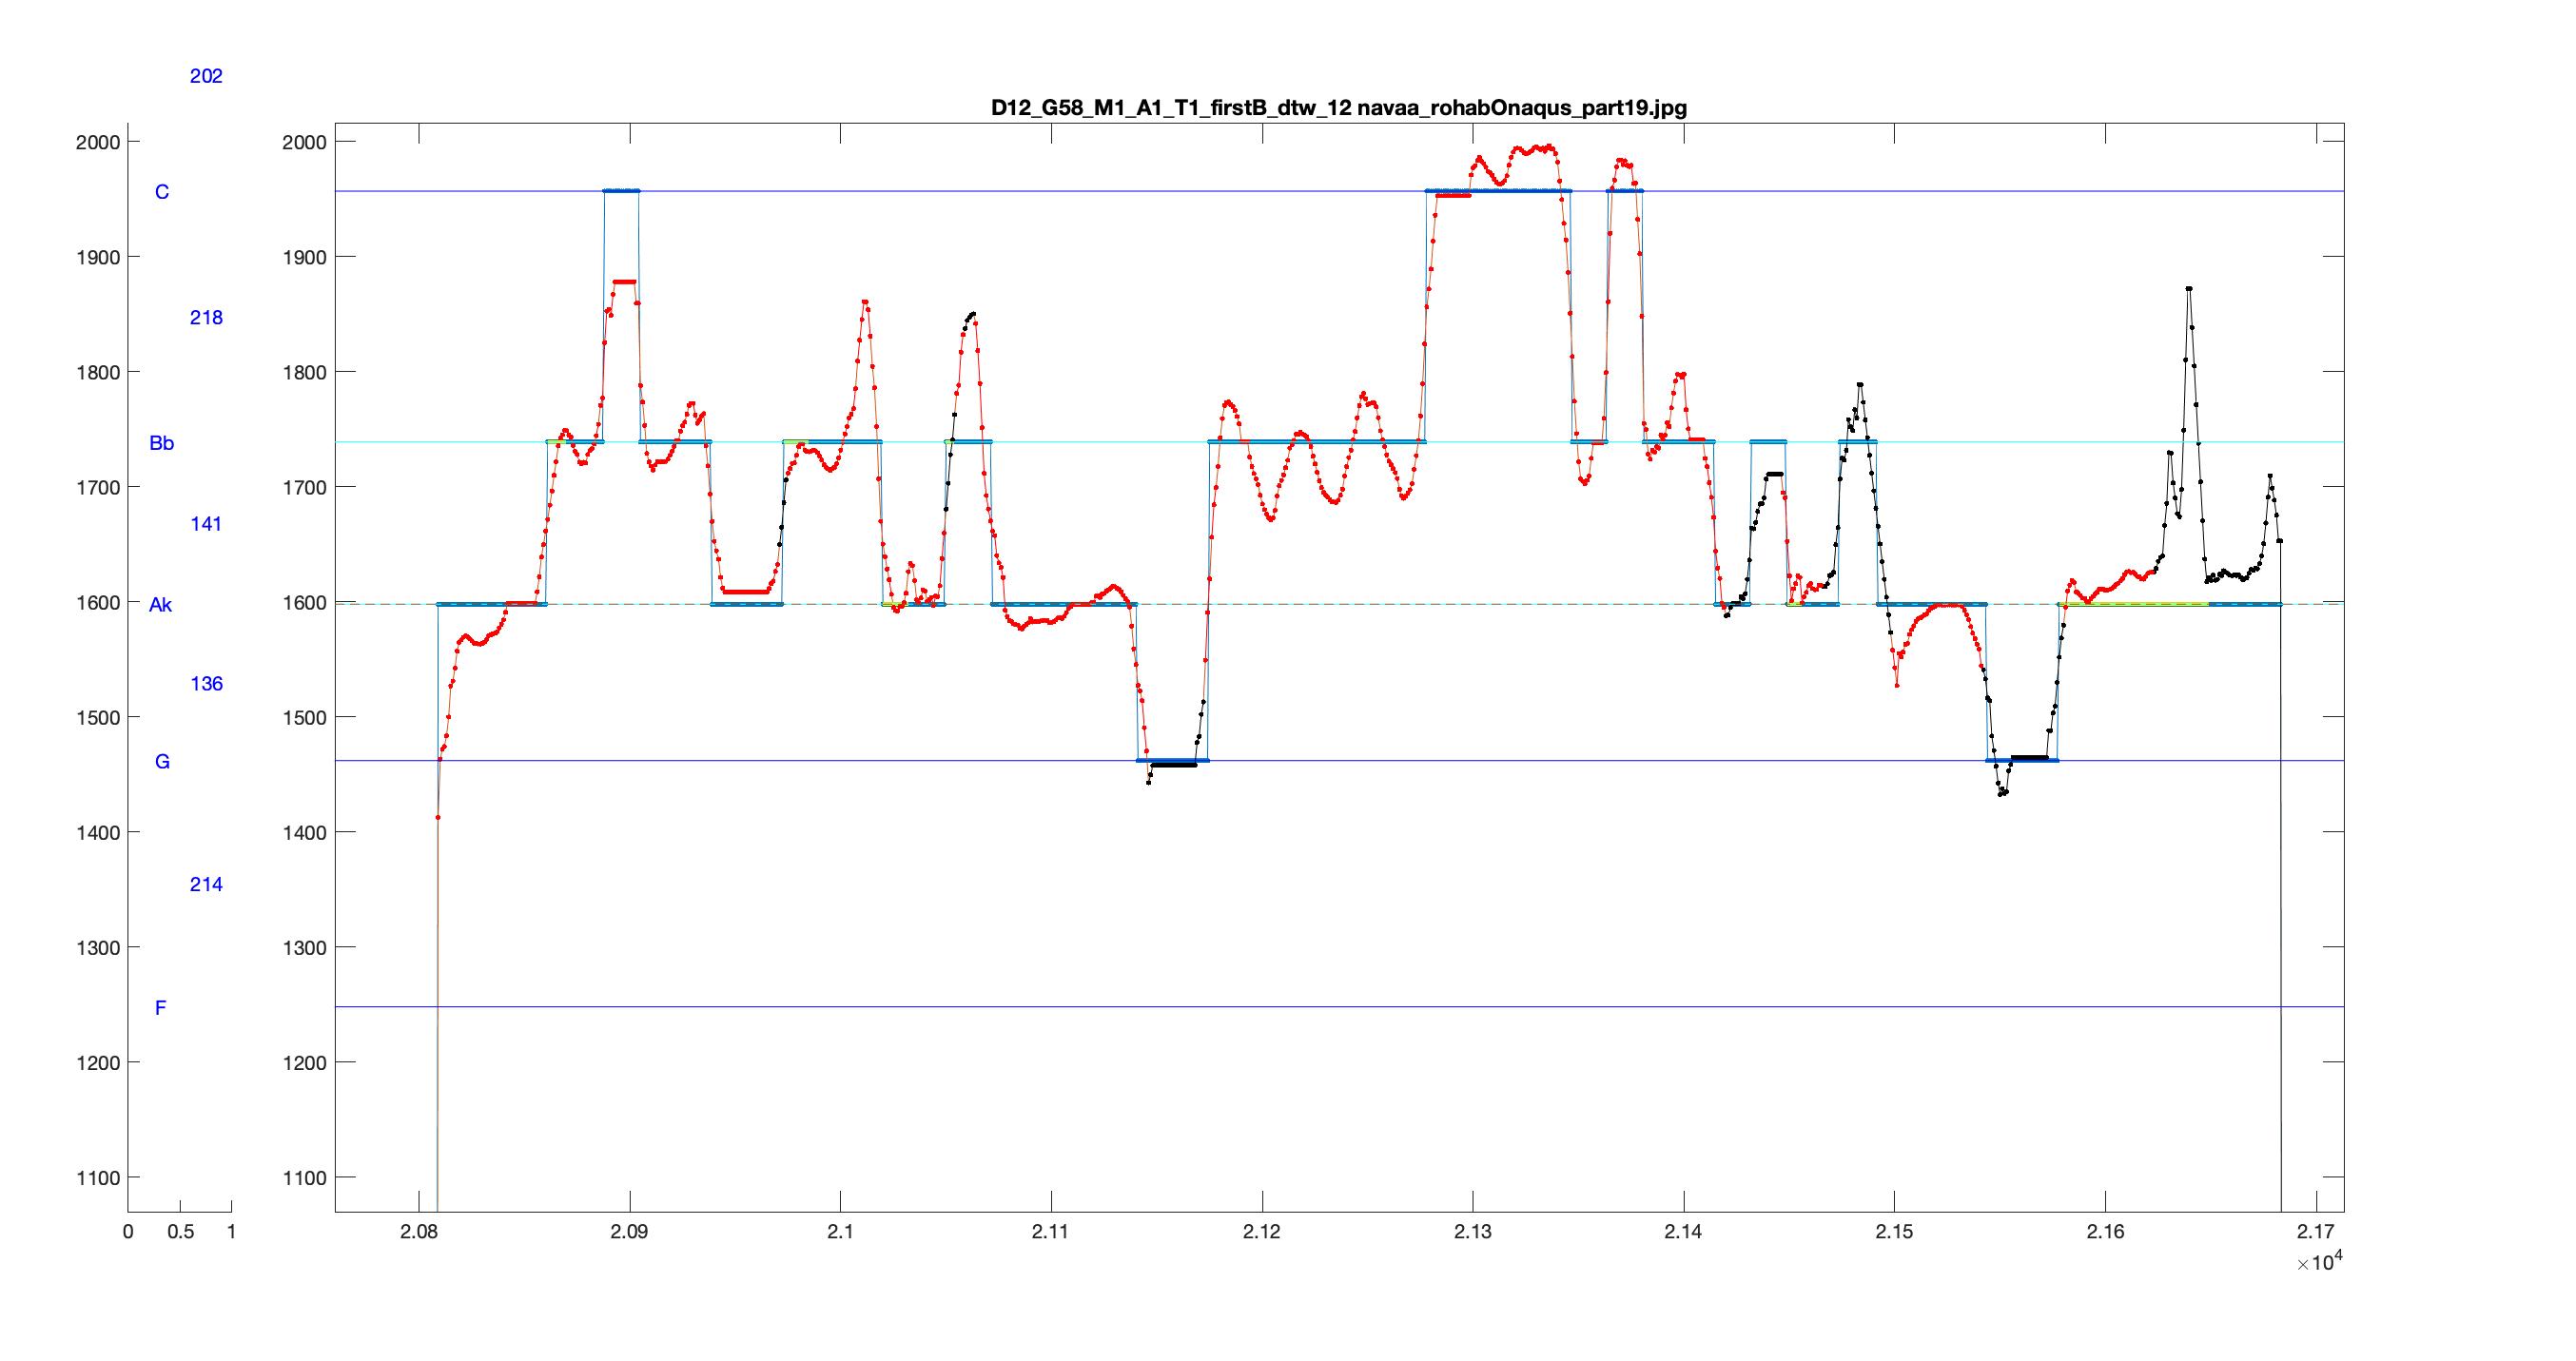 202
D12_G58_M1_A1_T1_firstB_dtw_12 navaa_rohabOnaqus_part19.jpg
2000 2000
C
1900 1900
218
1800 1800
Bb
1700 1700
141
1600 Ak 1600
136
1500 1500
G
1400 1400
214
1300 1300
F
1200 1200
1100 1100
0 0.5 1 2.08 2.09 2.1 2.11 2.12 2.13 2.14 2.15 2.16 2.17
×10⁴